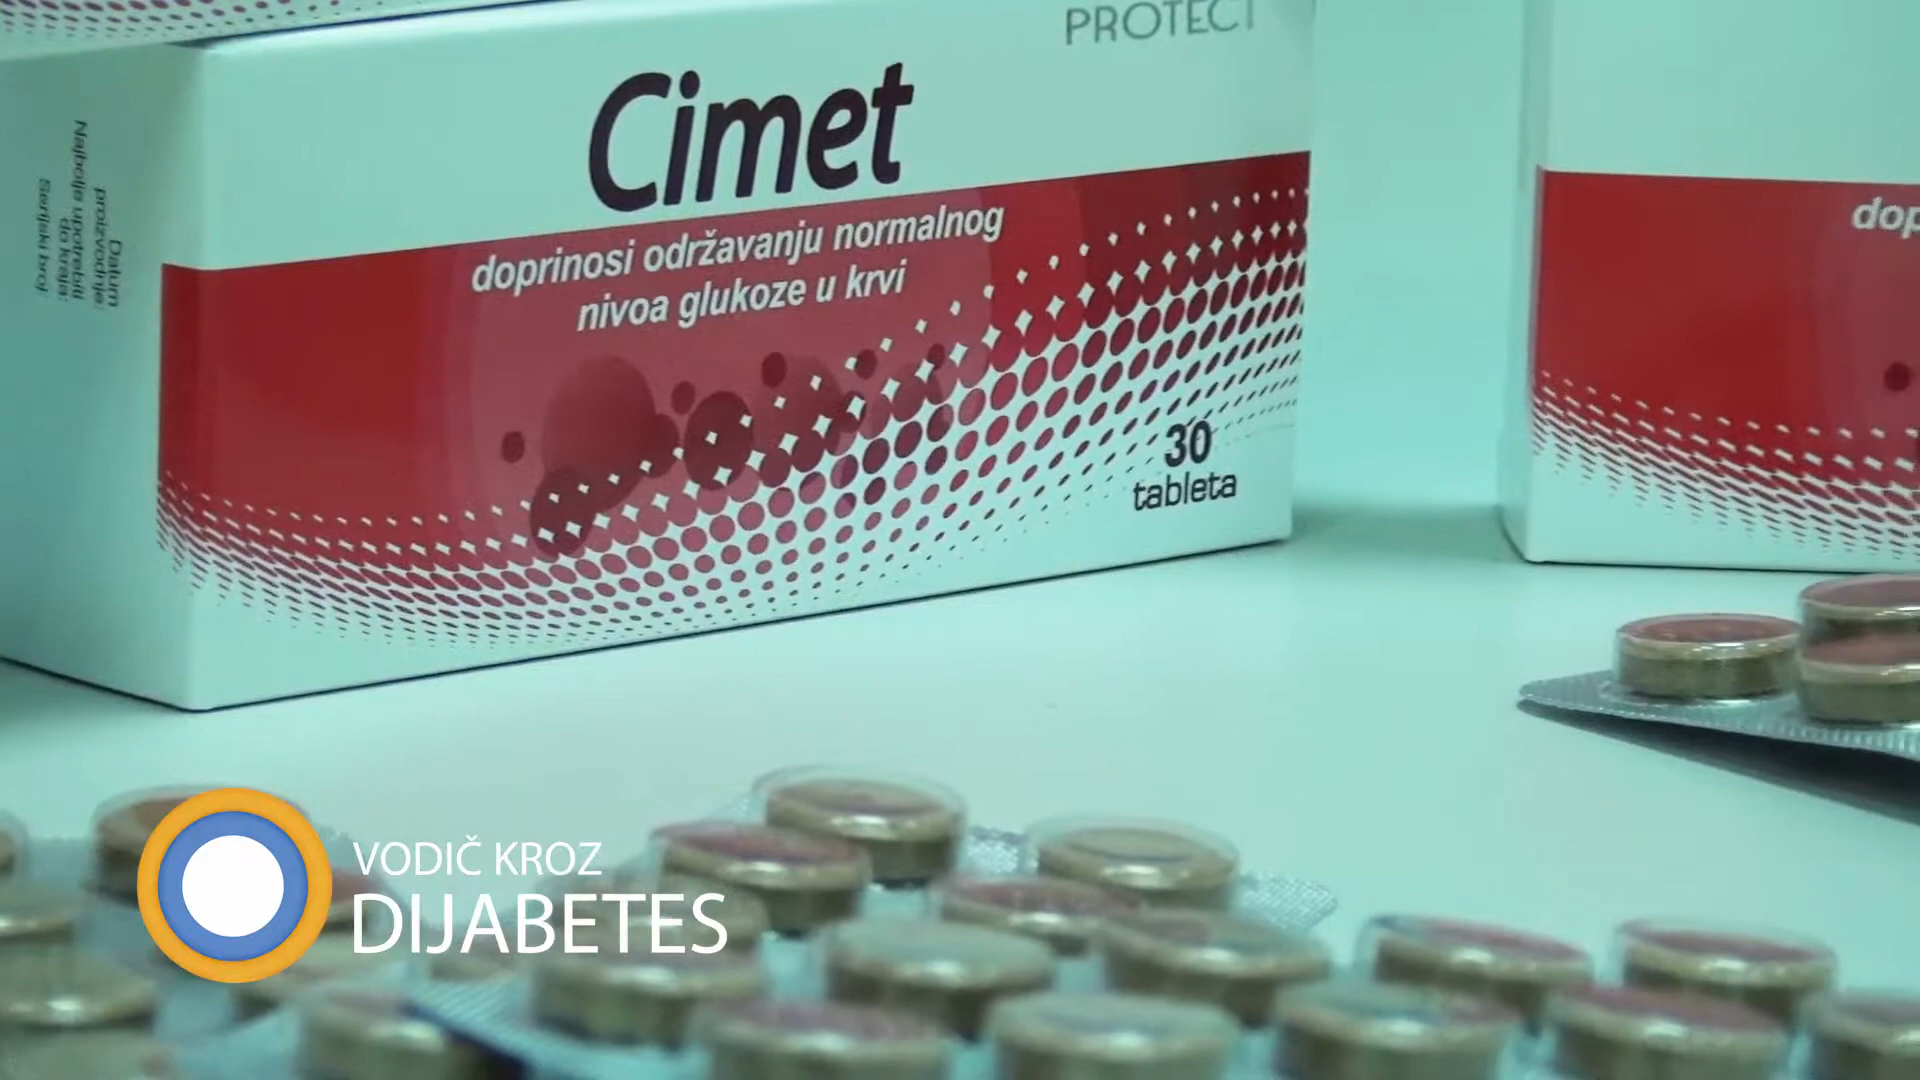 PROTECT
Cimet
doprinosi održavanju normalnog
nivoa glukoze u krvi
30
tableta
Datum
proizvodnje:
Najbolje upotrebiti
do kraja:
Serijski broj:
dop
VODIČ KROZ
DIJABETES